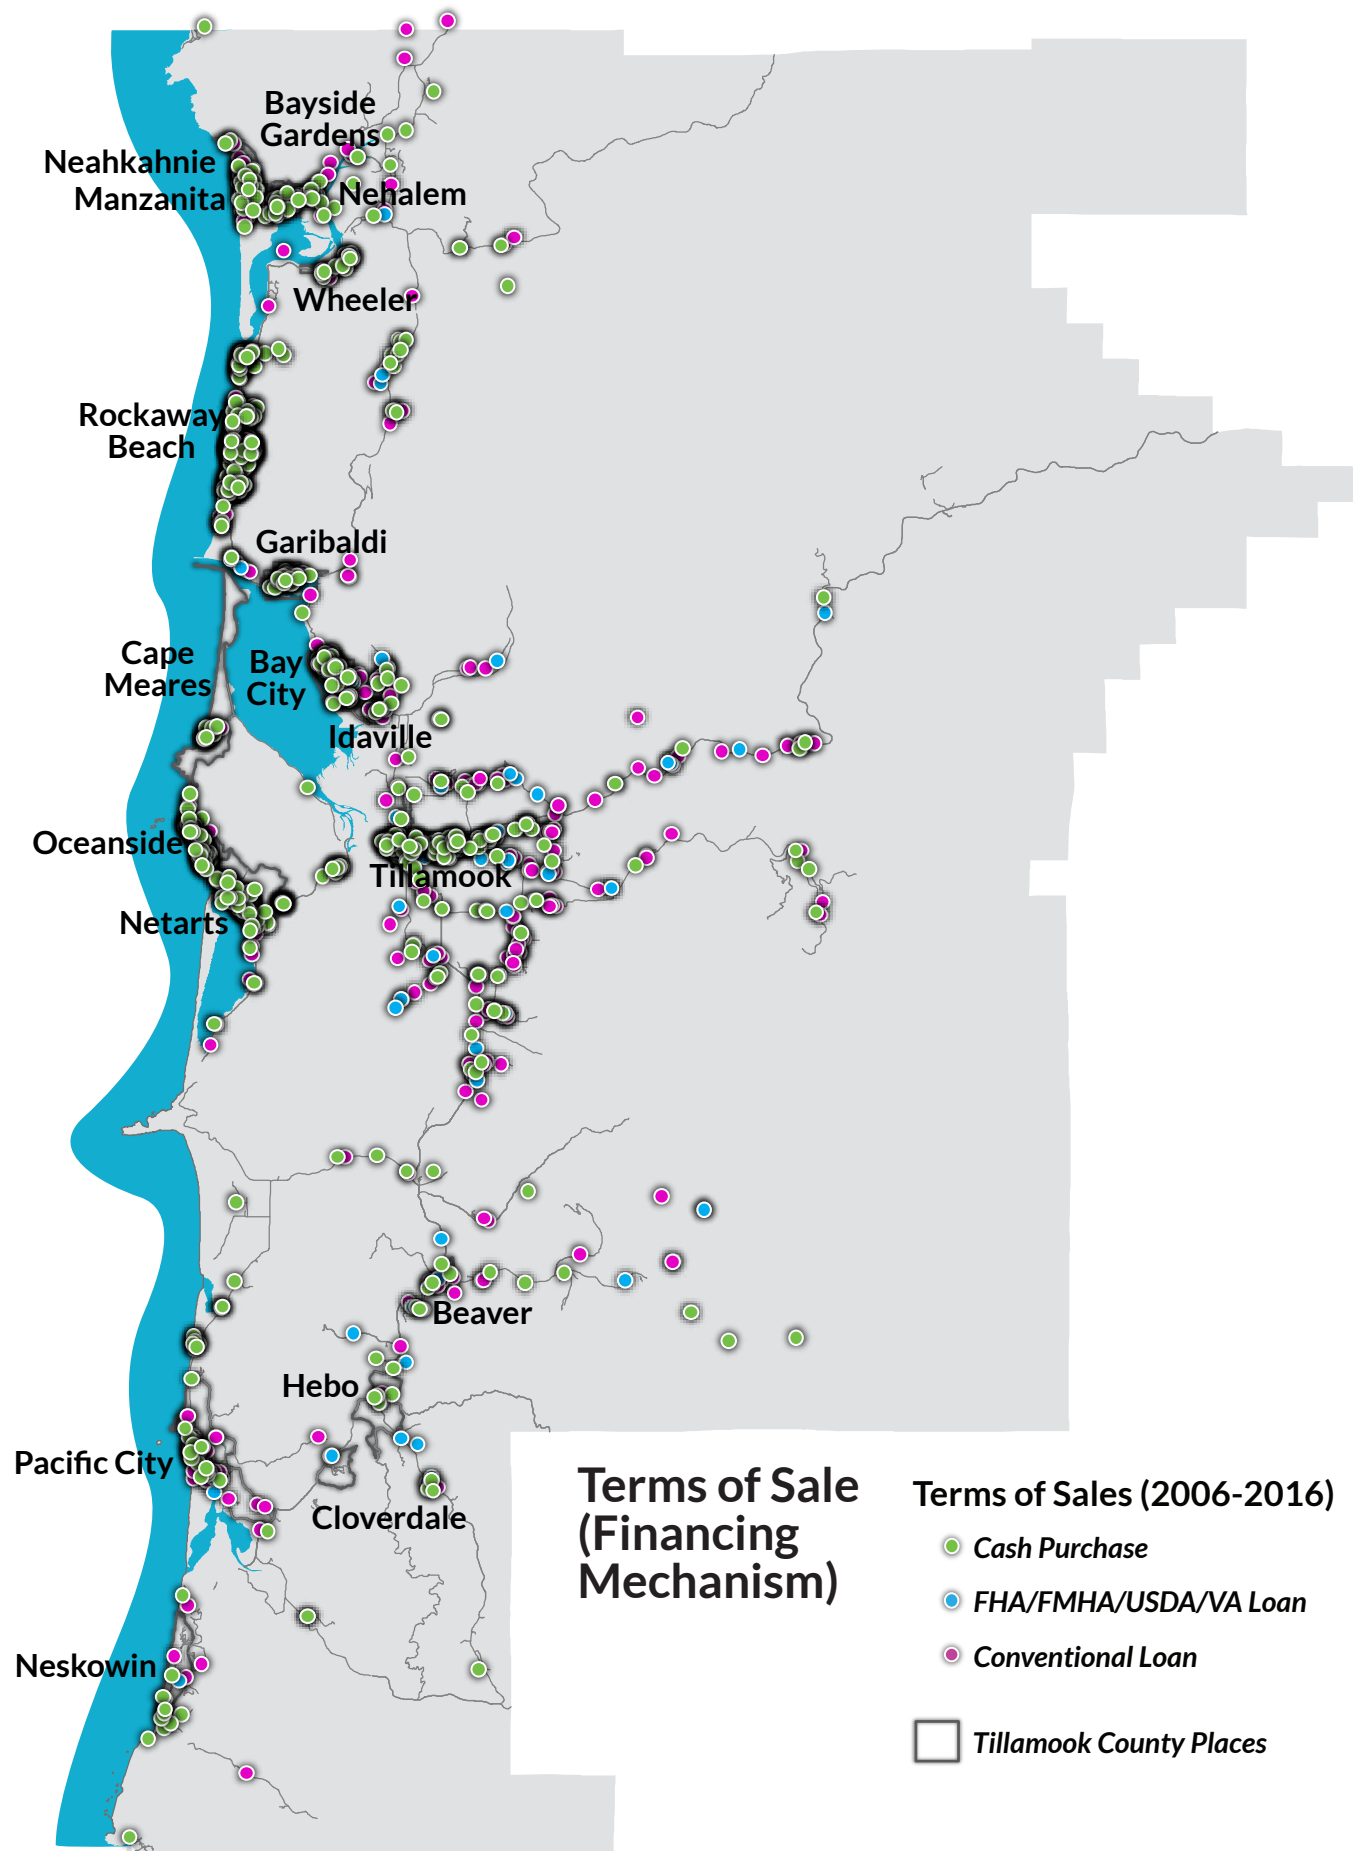 Bayside
Gardens
Neahkahnie
Manzanita
Nehalem
Wheeler
Rockaway
Beach
Garibaldi
Cape
Meares
Bay
City
Idaville
Oceanside
Tillamook
Netarts
Beaver
Hebo
Pacific City
Cloverdale
Neskowin
Terms of Sale
(Financing
Mechanism)
Terms of Sales (2006-2016)
Cash Purchase
FHA/FMHA/USDA/VA Loan
Conventional Loan
Tillamook County Places